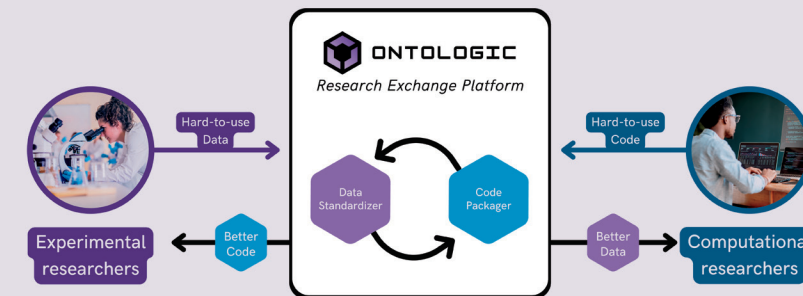 ONTOLOGIC
Research Exchange Platform
Hard-to-use
Data
Hard-to-use
Code
Data
Standardizer
Code
Packager
Experimental
researchers
Better
Code
Better
Data
Computational
researchers